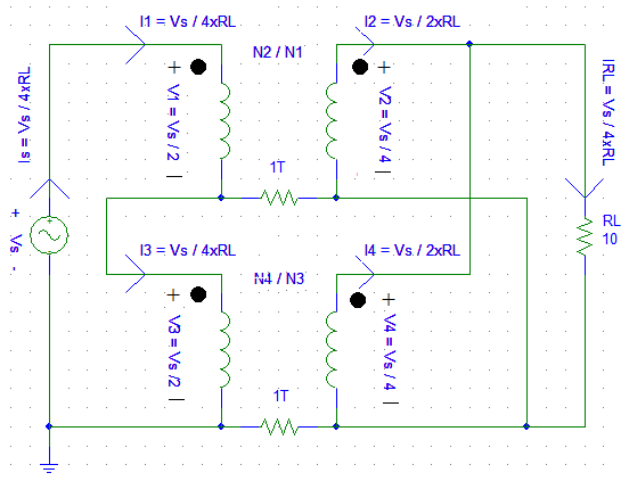 I1 = Vs / 4xRL
I2 = Vs / 2xRL
N2 / N1
Is = Vs / 4xRL
+
V1 = Vs / 2
—
+
V2 = Vs / 4
—
IRL = Vs / 4xRL
1T
+
Vs
-
RL
10
I3 = Vs / 4xRL
I4 = Vs / 2xRL
N4 / N3
+
V3 = Vs /2
—
+
V4 = Vs / 4
—
1T